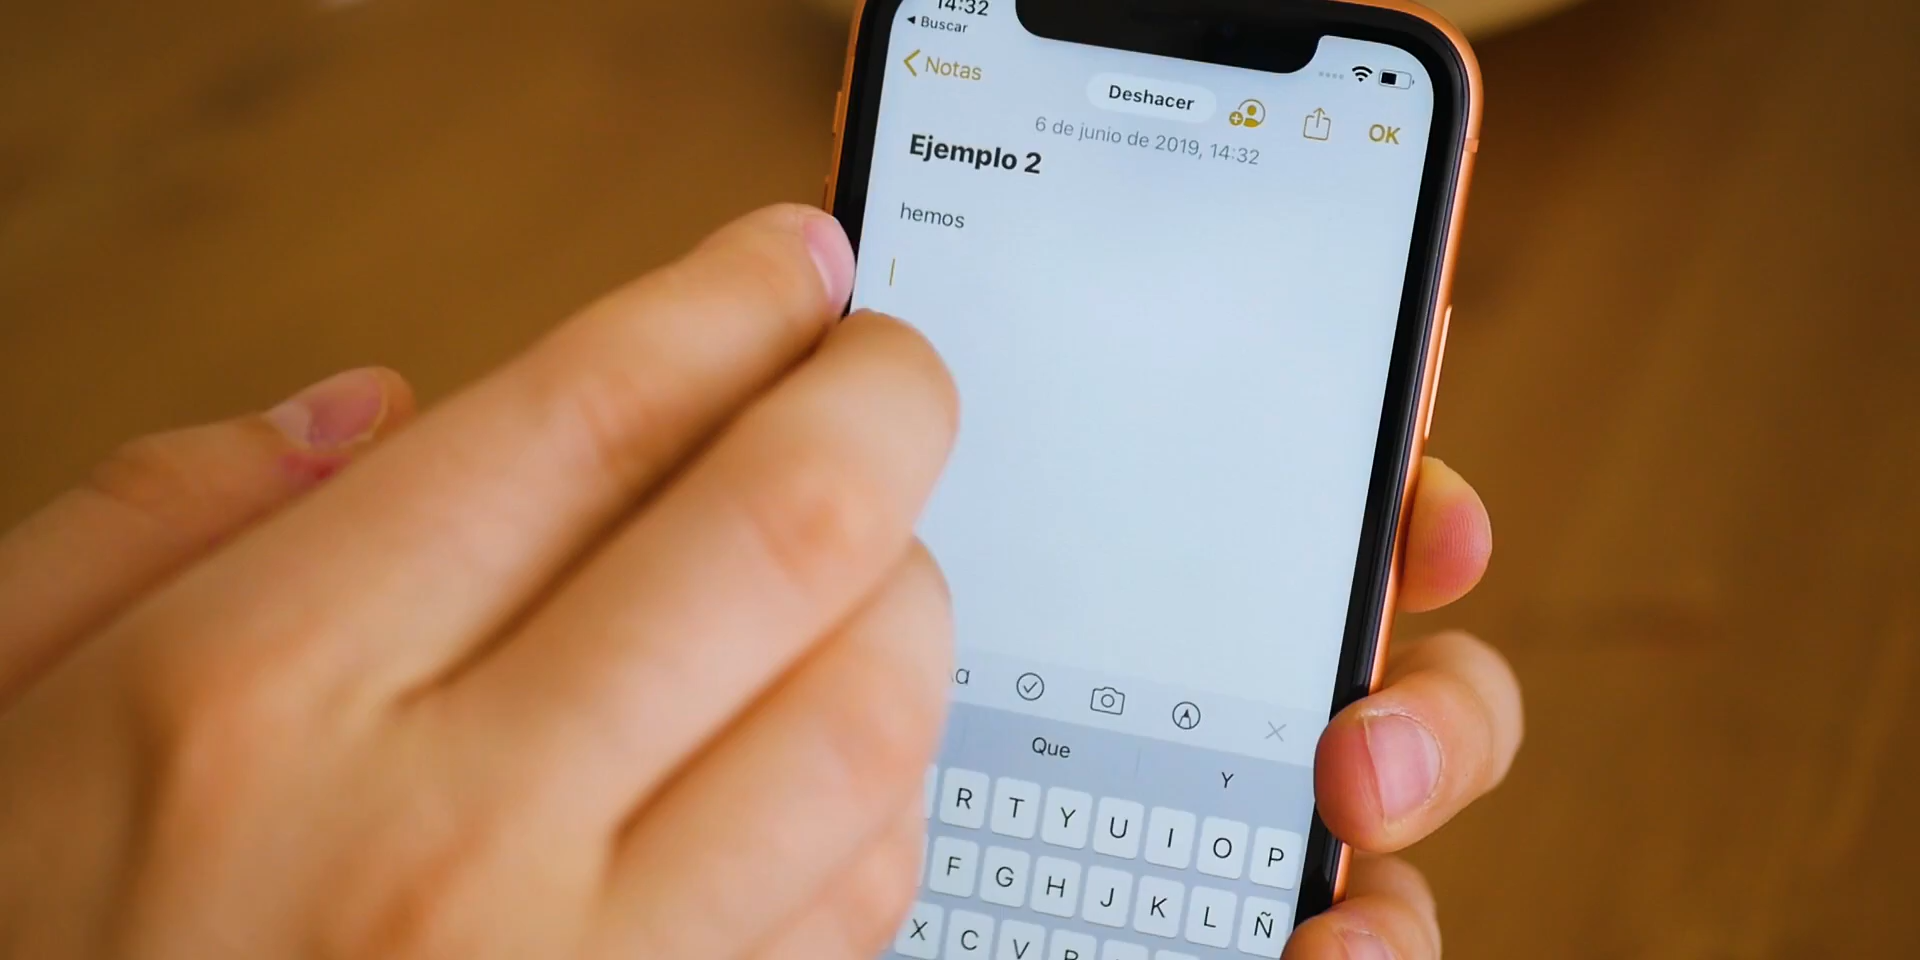 14:32
◀ Buscar
Notas
Deshacer
OK
6 de junio de 2019, 14:32
Ejemplo 2
hemos
Que
Y
R T Y U I O P
F G H J K L Ñ
X C V